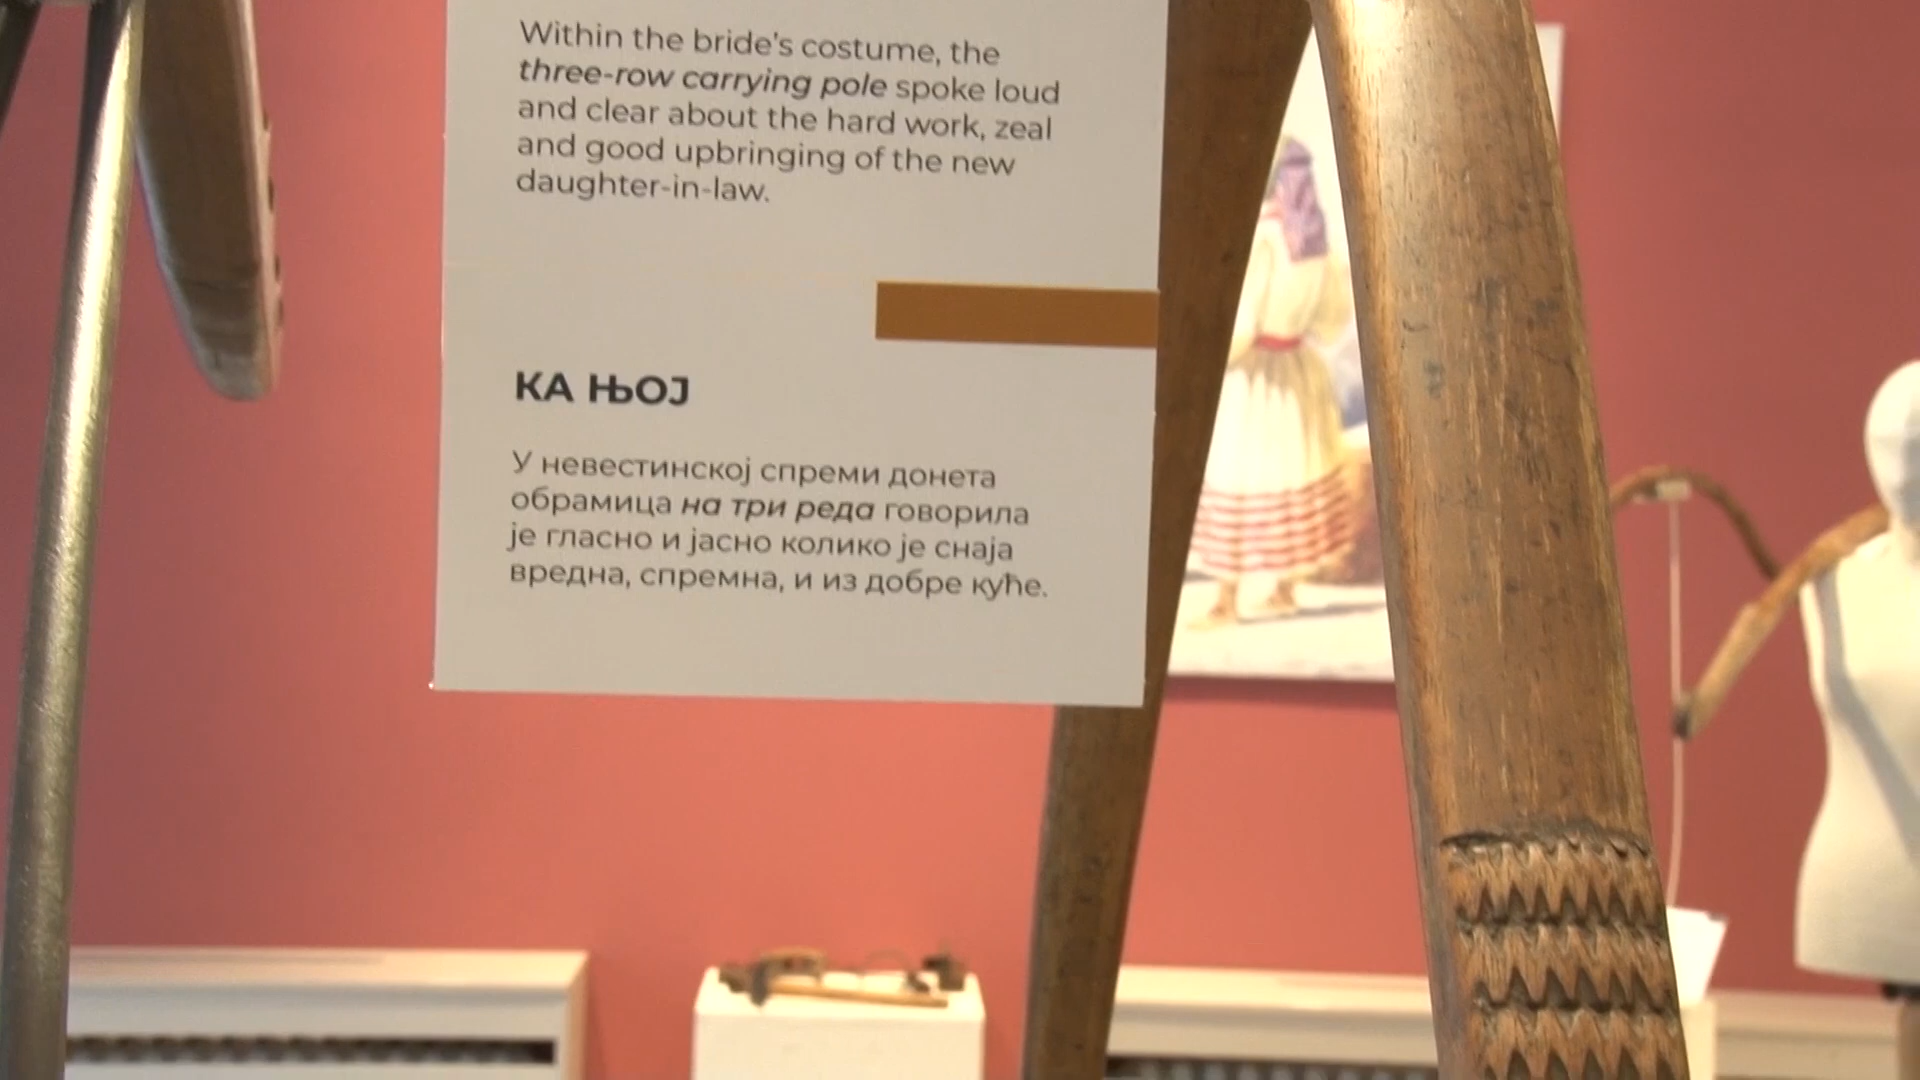 Within the bride's costume, the
three-row carrying pole spoke loud
and clear about the hard work, zeal
and good upbringing of the new
daughter-in-law.
КА ЊОЈ
У невестинској спреми донета
обрамица на три реда говорила
је гласно и јасно колико је снаја
вредна, спремна, и из добре куће.